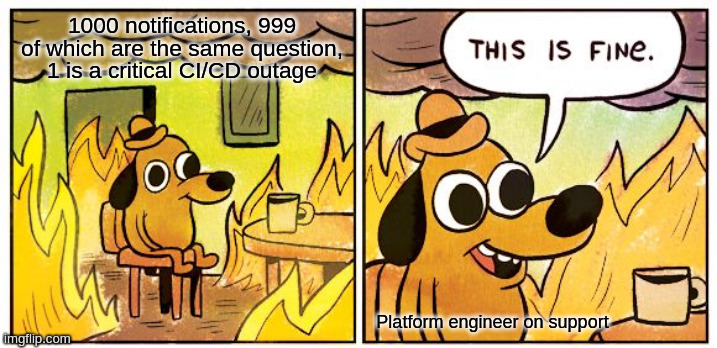 1000 notifications, 999
of which are the same question,
1 is a critical CI/CD outage
THIS IS FINE.
Platform engineer on support
imgflip.com